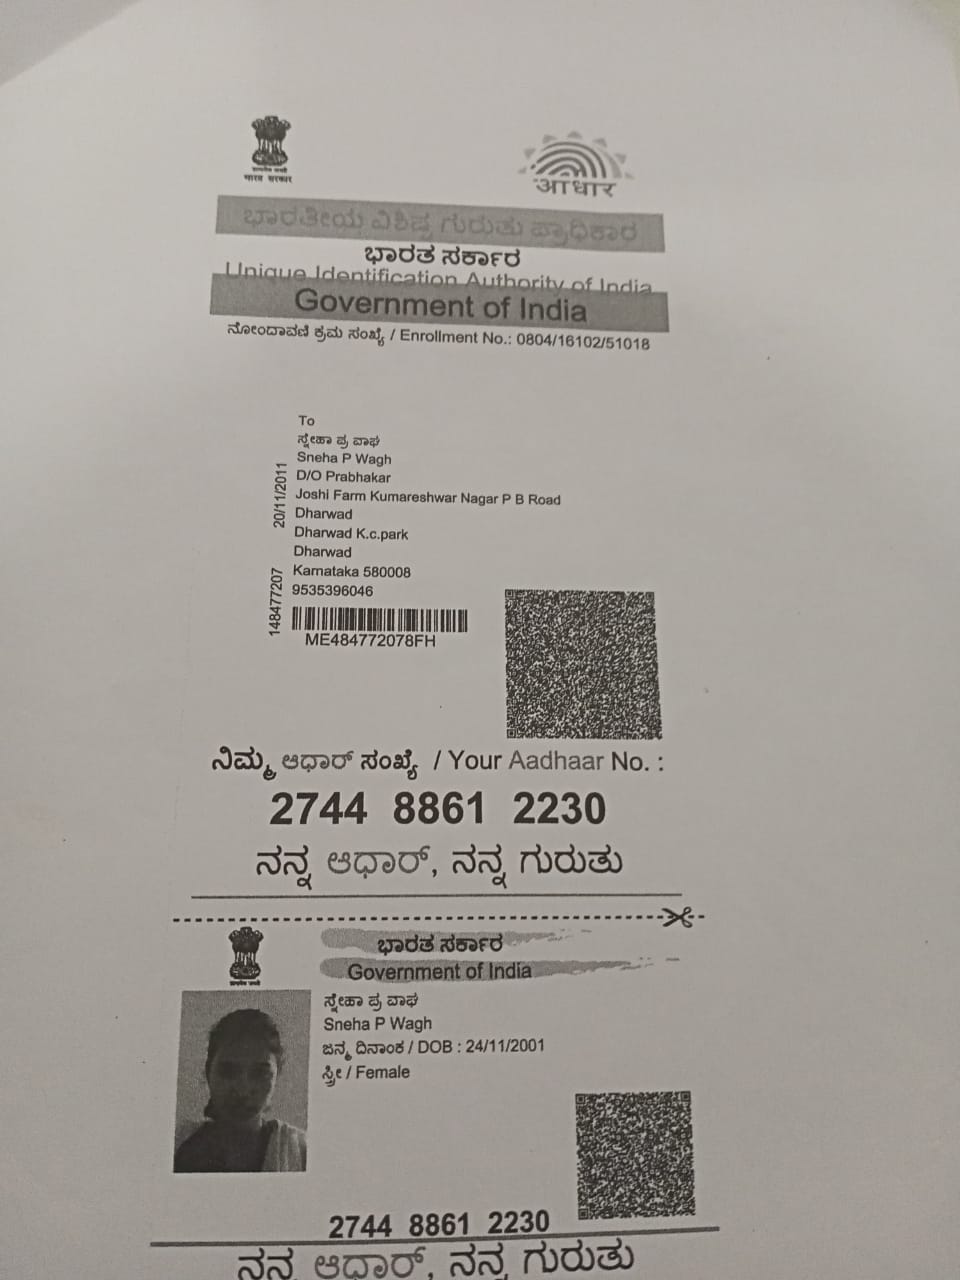 भारत सरकार
आधार
ಭಾರತೀಯ ವಿಶಿಷ್ಟ ಗುರುತು ಪ್ರಾಧಿಕಾರ
ಭಾರತ ಸರ್ಕಾರ
Unique Identification Authority of India
Government of India
ನೋಂದಾವಣಿ ಕ್ರಮ ಸಂಖ್ಯೆ / Enrollment No.: 0804/16102/51018
To
ಸ್ನೇಹಾ ಪ್ರ ವಾಘ
Sneha P Wagh
D/O Prabhakar
Joshi Farm Kumareshwar Nagar P B Road
Dharwad
Dharwad K.c.park
Dharwad
Karnataka 580008
9535396046
20/11/2011
148477207
ME484772078FH
ನಿಮ್ಮ ಆಧಾರ್ ಸಂಖ್ಯೆ / Your Aadhaar No. :
2744 8861 2230
ನನ್ನ ಆಧಾರ್, ನನ್ನ ಗುರುತು
ಭಾರತ ಸರ್ಕಾರ
Government of India
ಸ್ನೇಹಾ ಪ್ರ ವಾಘ
Sneha P Wagh
ಜನ್ಮ ದಿನಾಂಕ / DOB : 24/11/2001
ಸ್ತ್ರೀ / Female
2744 8861 2230
ನನ್ನ ಆಧಾರ್, ನನ್ನ ಗುರುತು